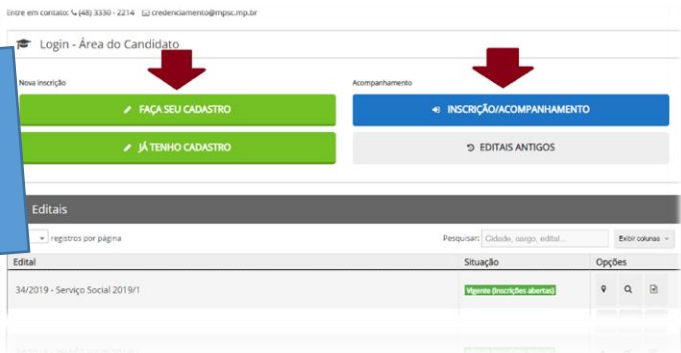 Entre em contato: (48) 3330 - 2214 credenciamento@mpsc.mp.br
Login - Área do Candidato
Nova inscrição
Acompanhamento
FAÇA SEU CADASTRO
INSCRIÇÃO/ACOMPANHAMENTO
JÁ TENHO CADASTRO
EDITAIS ANTIGOS
Editais
registros por página
Pesquisar: Cidade, cargo, edital...
Exibir colunas
Edital
Situação
Opções
34/2019 - Serviço Social 2019/1
Vigente (Inscrições abertas)